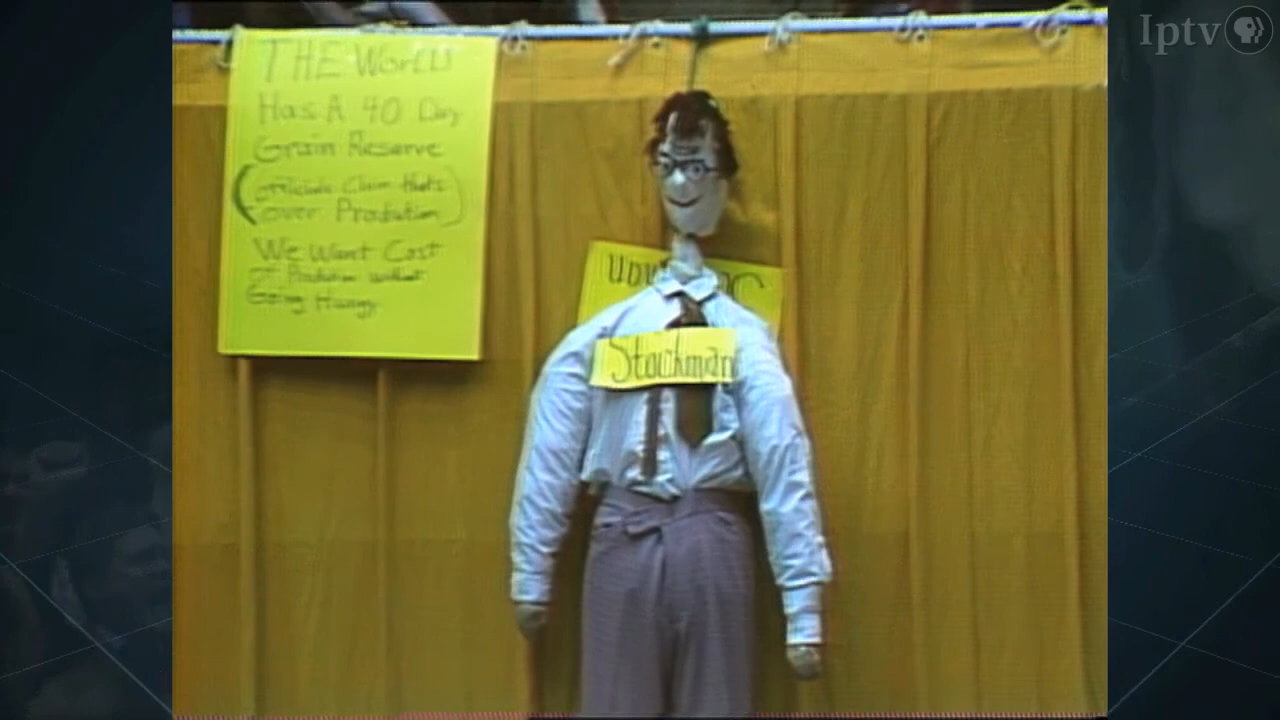 Iptv
THE World
Has A 40 Day
Grain Reserve
(officials Claim thats
over Production)
We Want Cost
of Production without
Going Hungry
Stockman